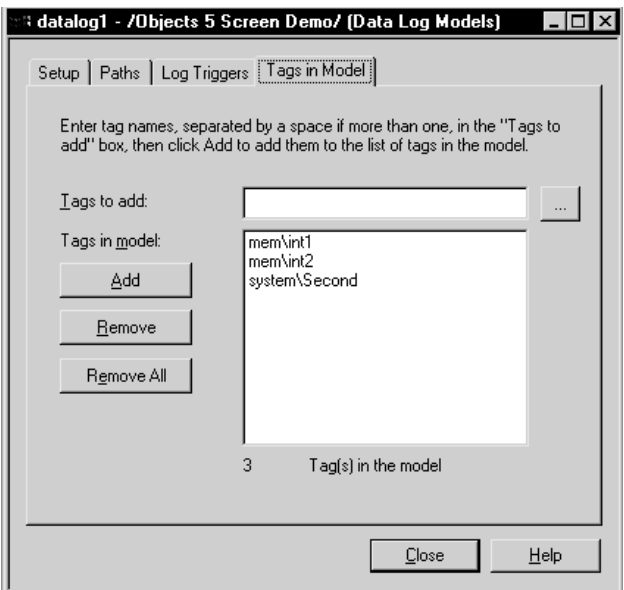 datalog1 - /Objects 5 Screen Demo/ (Data Log Models)
Setup Paths Log Triggers Tags in Model
Enter tag names, separated by a space if more than one, in the "Tags to
add" box, then click Add to add them to the list of tags in the model.
Tags to add:
...
Tags in model:
mem\int1
mem\int2
system\Second
Add
Remove
Remove All
3 Tag(s) in the model
Close Help